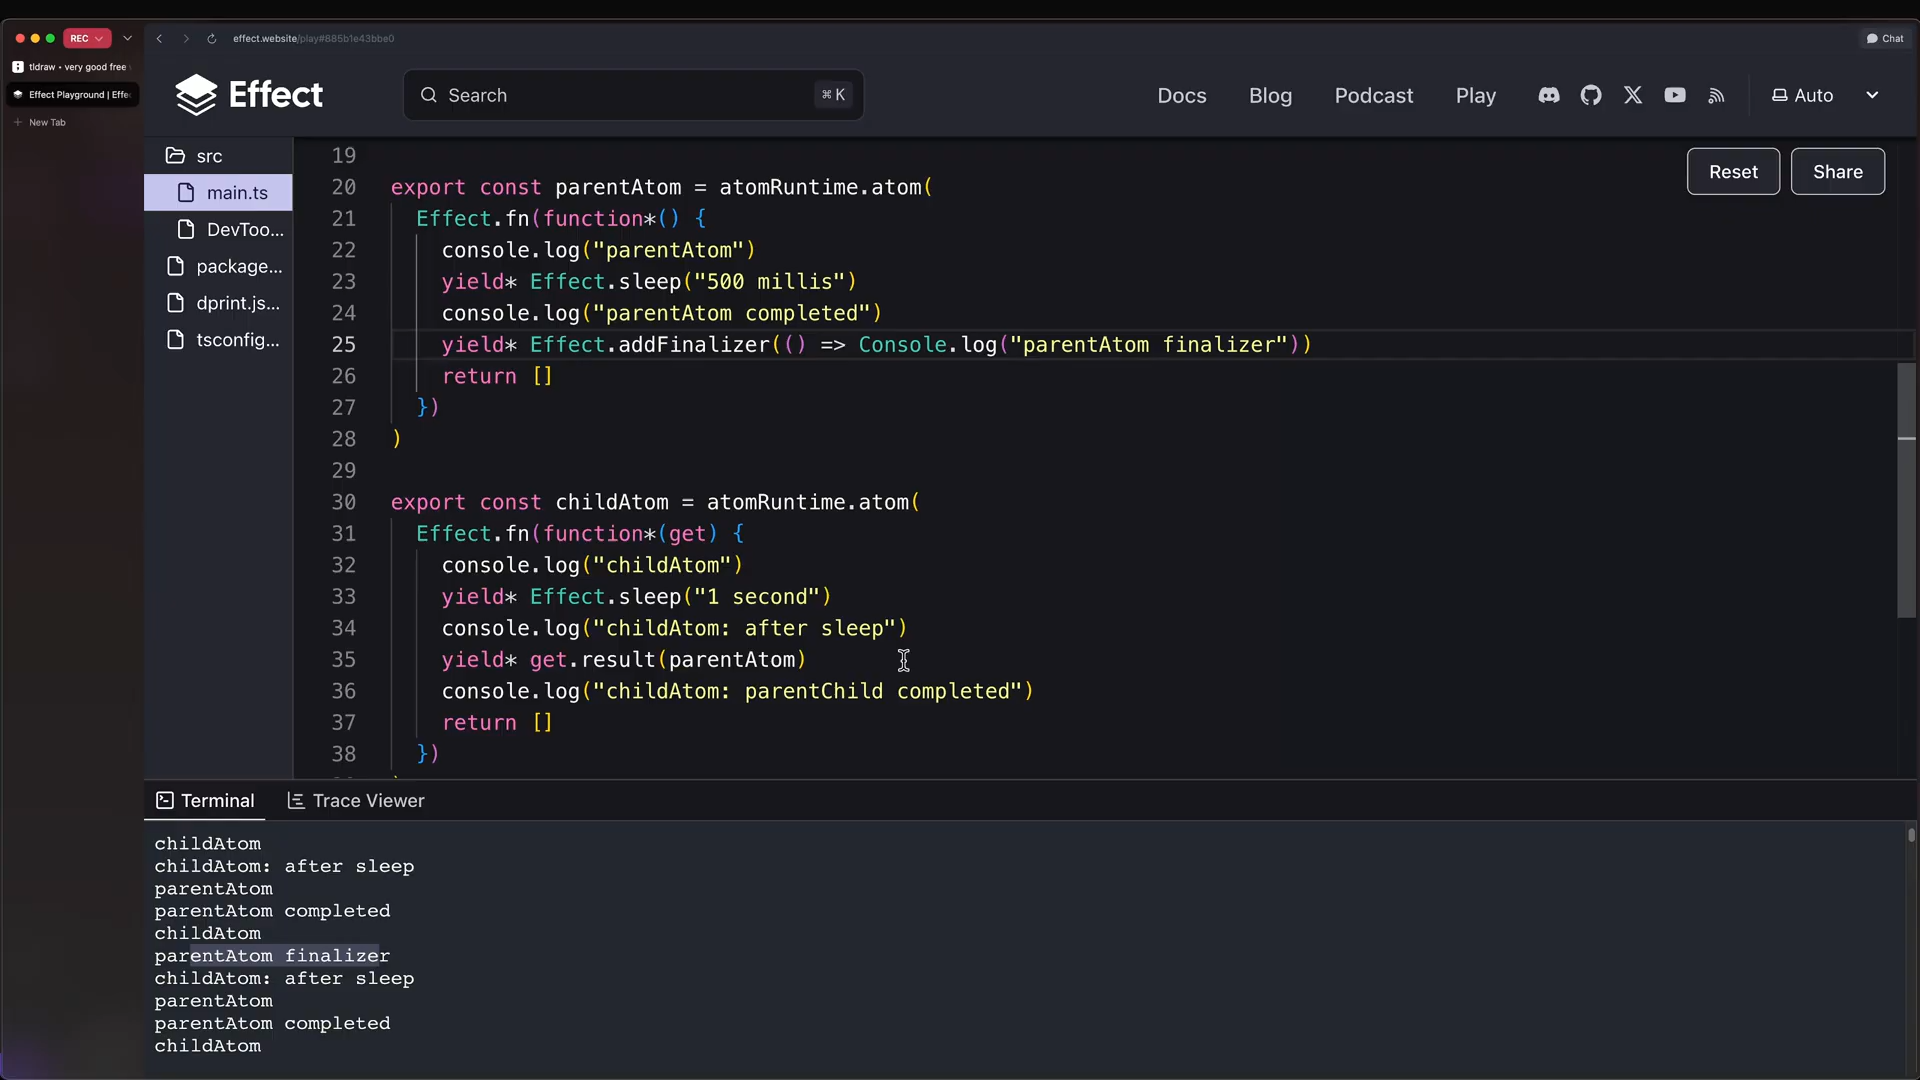 REC
effect.website/play#885b1e43bbe0
Chat
tldraw • very good free
Effect Playground | Effe
New Tab
Effect
Search
⌘ K
Docs
Blog
Podcast
Play
Auto
src
main.ts
DevToo...
package...
dprint.js...
tsconfig...
Reset
Share
19
20 export const parentAtom = atomRuntime.atom(
21 Effect.fn(function*() {
22 console.log("parentAtom")
23 yield* Effect.sleep("500 millis")
24 console.log("parentAtom completed")
25 yield* Effect.addFinalizer(() => Console.log("parentAtom finalizer"))
26 return []
27 })
28 )
29
30 export const childAtom = atomRuntime.atom(
31 Effect.fn(function*(get) {
32 console.log("childAtom")
33 yield* Effect.sleep("1 second")
34 console.log("childAtom: after sleep")
35 yield* get.result(parentAtom)
36 console.log("childAtom: parentChild completed")
37 return []
38 })
Terminal
Trace Viewer
childAtom
childAtom: after sleep
parentAtom
parentAtom completed
childAtom
parentAtom finalizer
childAtom: after sleep
parentAtom
parentAtom completed
childAtom